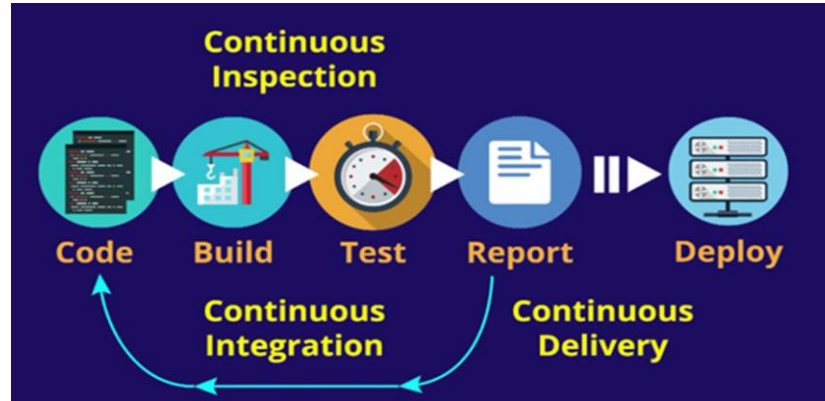 Continuous
Inspection
Code
Build
Test
Report
Deploy
Continuous
Integration
Continuous
Delivery